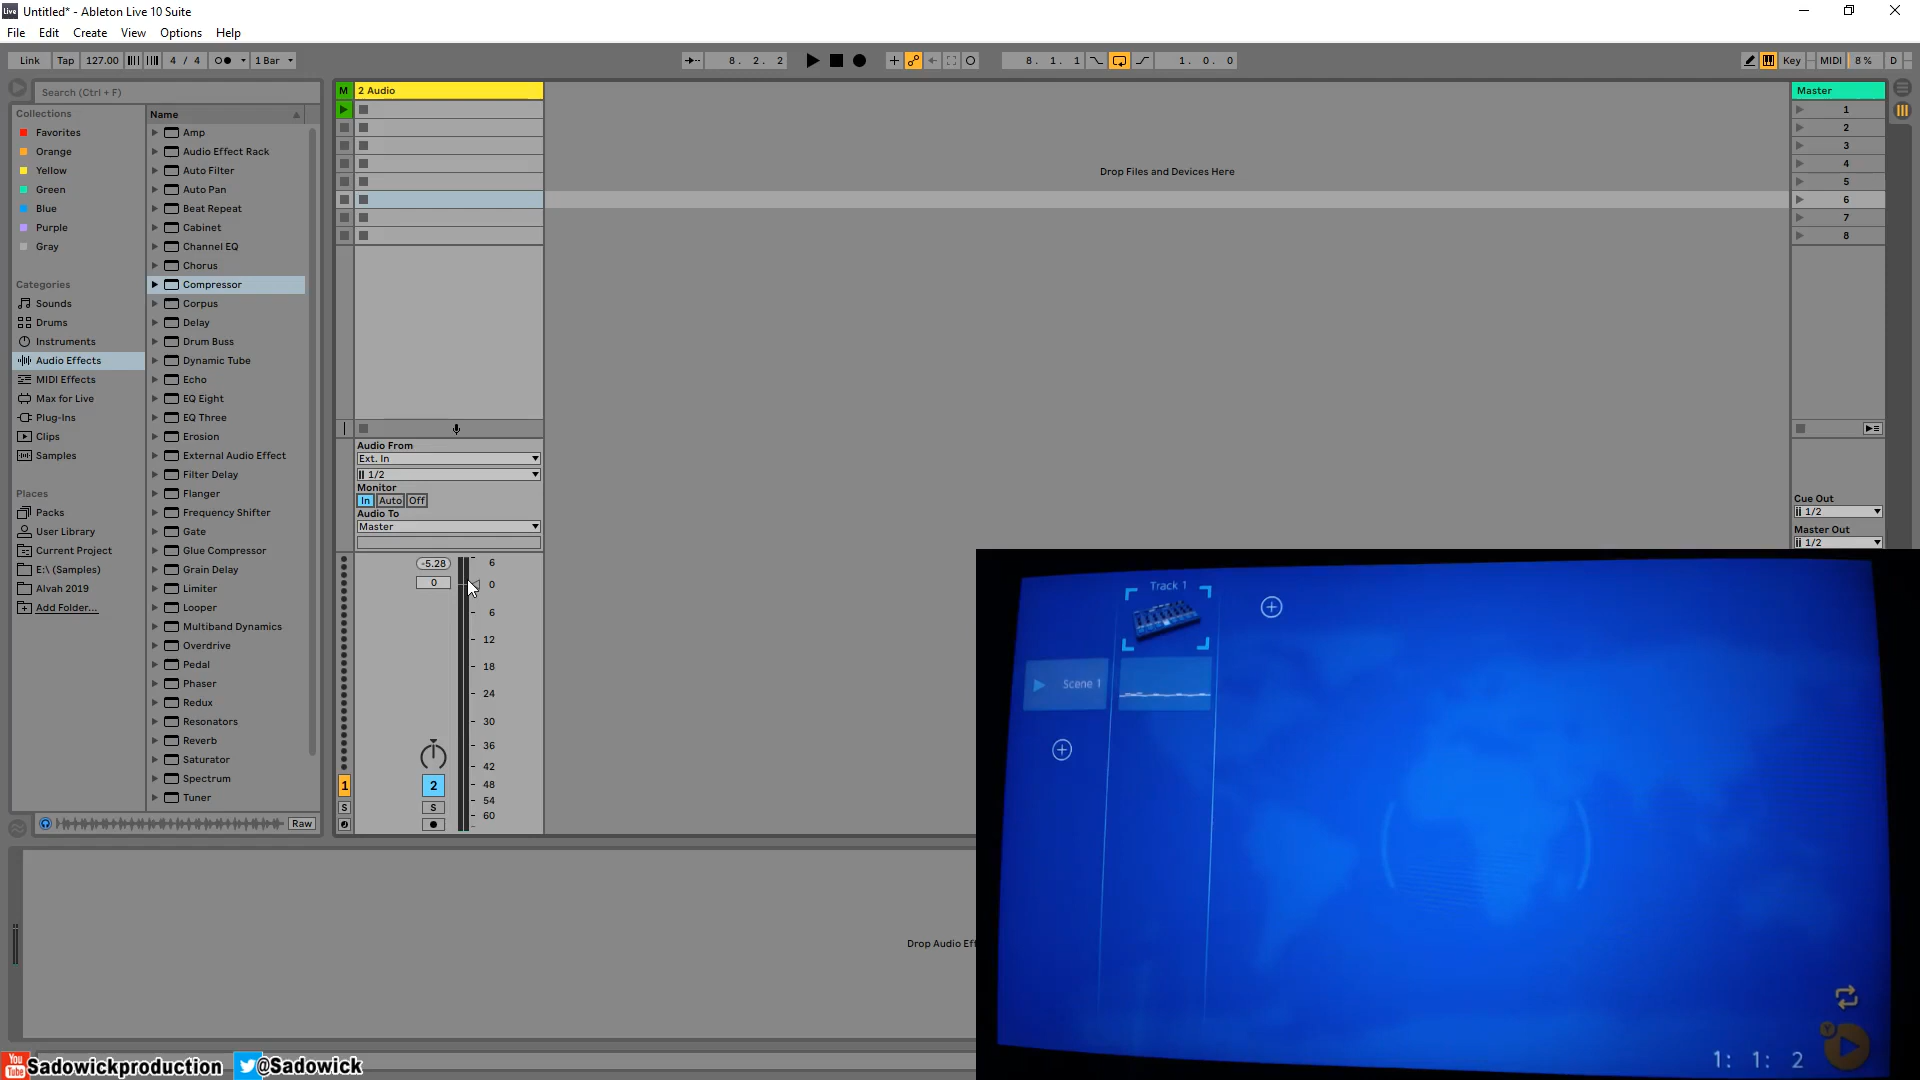 Untitled* - Ableton Live 10 Suite
File Edit Create View Options Help
Link Tap 127.00 4 / 4 1 Bar 8. 2. 2 8. 1. 1 1. 0. 0 Key MIDI 8 % D
Search (Ctrl + F)
Collections
Favorites
Orange
Yellow
Green
Blue
Purple
Gray
Categories
Sounds
Drums
Instruments
Audio Effects
MIDI Effects
Max for Live
Plug-Ins
Clips
Samples
Places
Packs
User Library
Current Project
E:\ (Samples)
Alvah 2019
Add Folder...
Name
Amp
Audio Effect Rack
Auto Filter
Auto Pan
Beat Repeat
Cabinet
Channel EQ
Chorus
Compressor
Corpus
Delay
Drum Buss
Dynamic Tube
Echo
EQ Eight
EQ Three
Erosion
External Audio Effect
Filter Delay
Flanger
Frequency Shifter
Gate
Glue Compressor
Grain Delay
Limiter
Looper
Multiband Dynamics
Overdrive
Pedal
Phaser
Redux
Resonators
Reverb
Saturator
Spectrum
Tuner
Raw
M 2 Audio
Drop Files and Devices Here
Master
1
2
3
4
5
6
7
8
Audio From
Ext. In
1/2
Monitor
In Auto Off
Audio To
Master
Cue Out
1/2
Master Out
1/2
-5.28 6
0 0
6
12
18
24
30
36
42
48
54
60
1 2
S S
Drop Audio Eff
Track 1
Scene 1
1: 1: 2
Y
You Tube Sadowickproduction @Sadowick